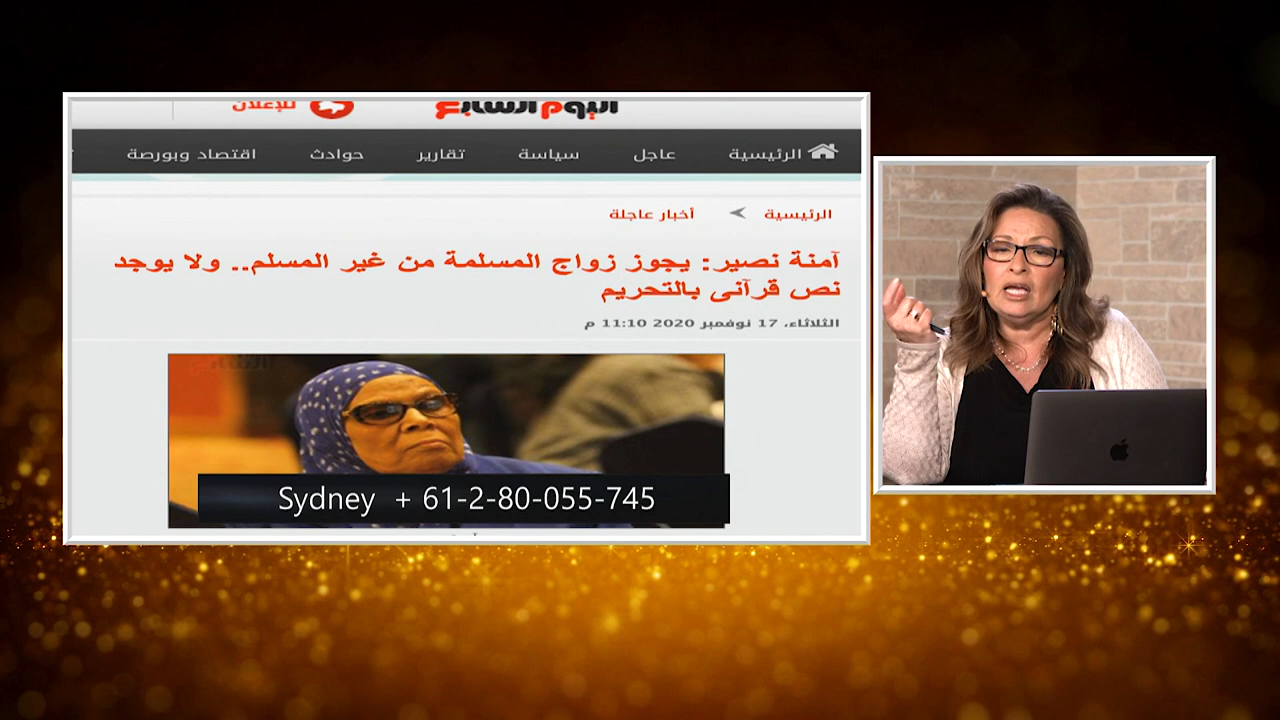 للإعلان
اليوم السابع
الرئيسية عاجل سياسة تقارير حوادث اقتصاد وبورصة
الرئيسية أخبار عاجلة
آمنة نصير: يجوز زواج المسلمة من غير المسلم.. ولا يوجد
نص قرآنى بالتحريم
الثلاثاء، 17 نوفمبر 2020 11:10 م
Sydney + 61-2-80-055-745